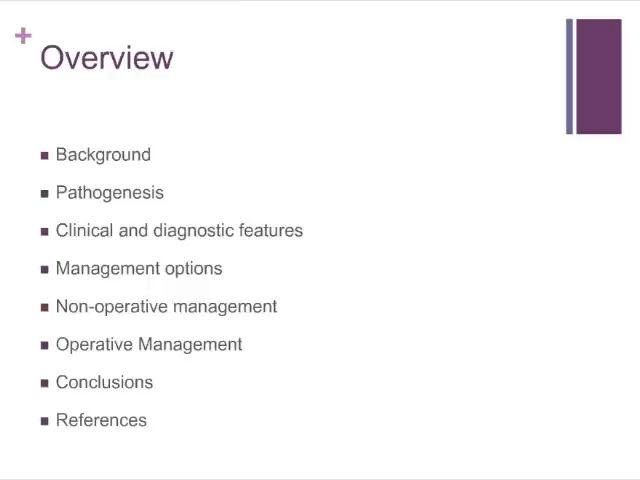 +
Overview
Background
Pathogenesis
Clinical and diagnostic features
Management options
Non-operative management
Operative Management
Conclusions
References